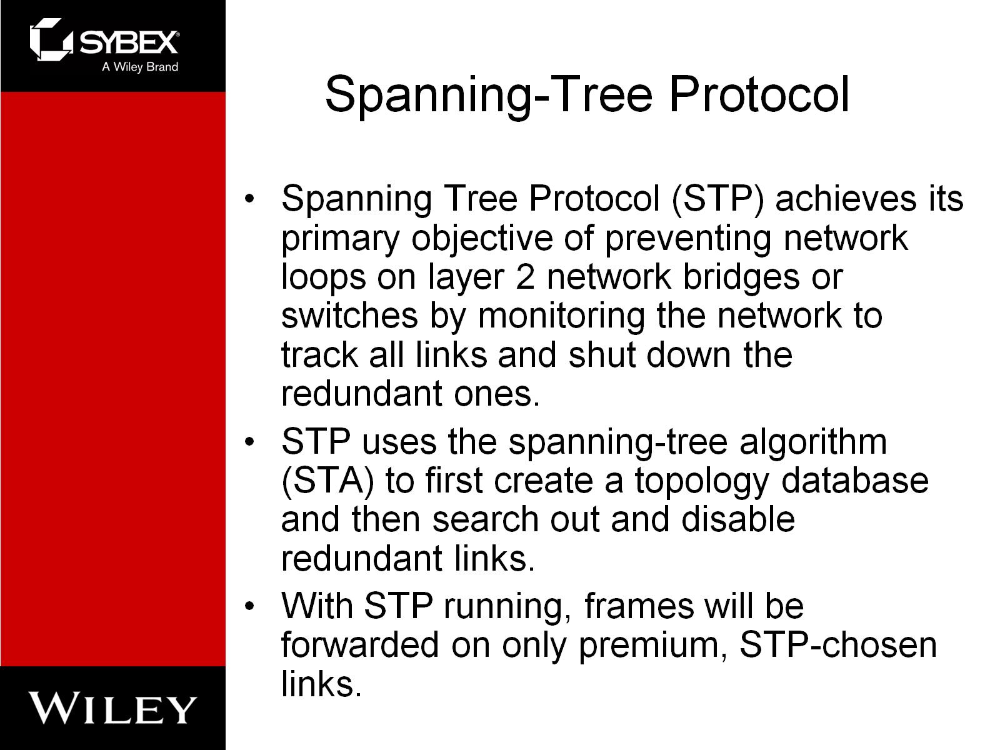 SYBEX®
A Wiley Brand
Spanning-Tree Protocol
• Spanning Tree Protocol (STP) achieves its
primary objective of preventing network
loops on layer 2 network bridges or
switches by monitoring the network to
track all links and shut down the
redundant ones.
• STP uses the spanning-tree algorithm
(STA) to first create a topology database
and then search out and disable
redundant links.
• With STP running, frames will be
forwarded on only premium, STP-chosen
links.
WILEY